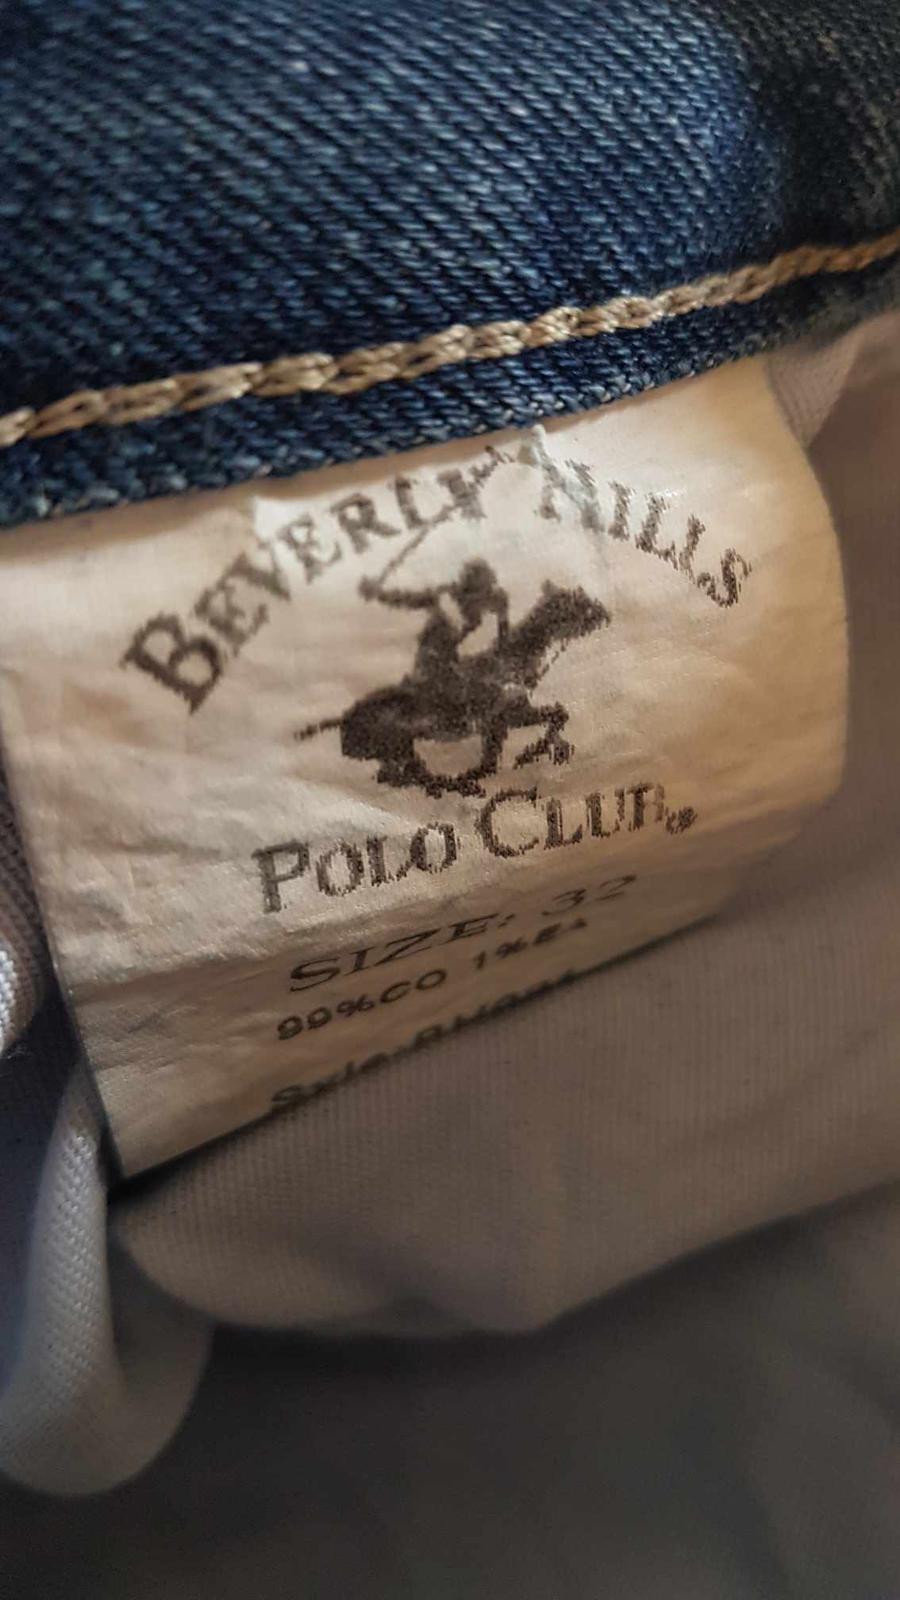 BEVERLY HILLS
POLO CLUB®
SIZE: 32
99%CO 1%EA